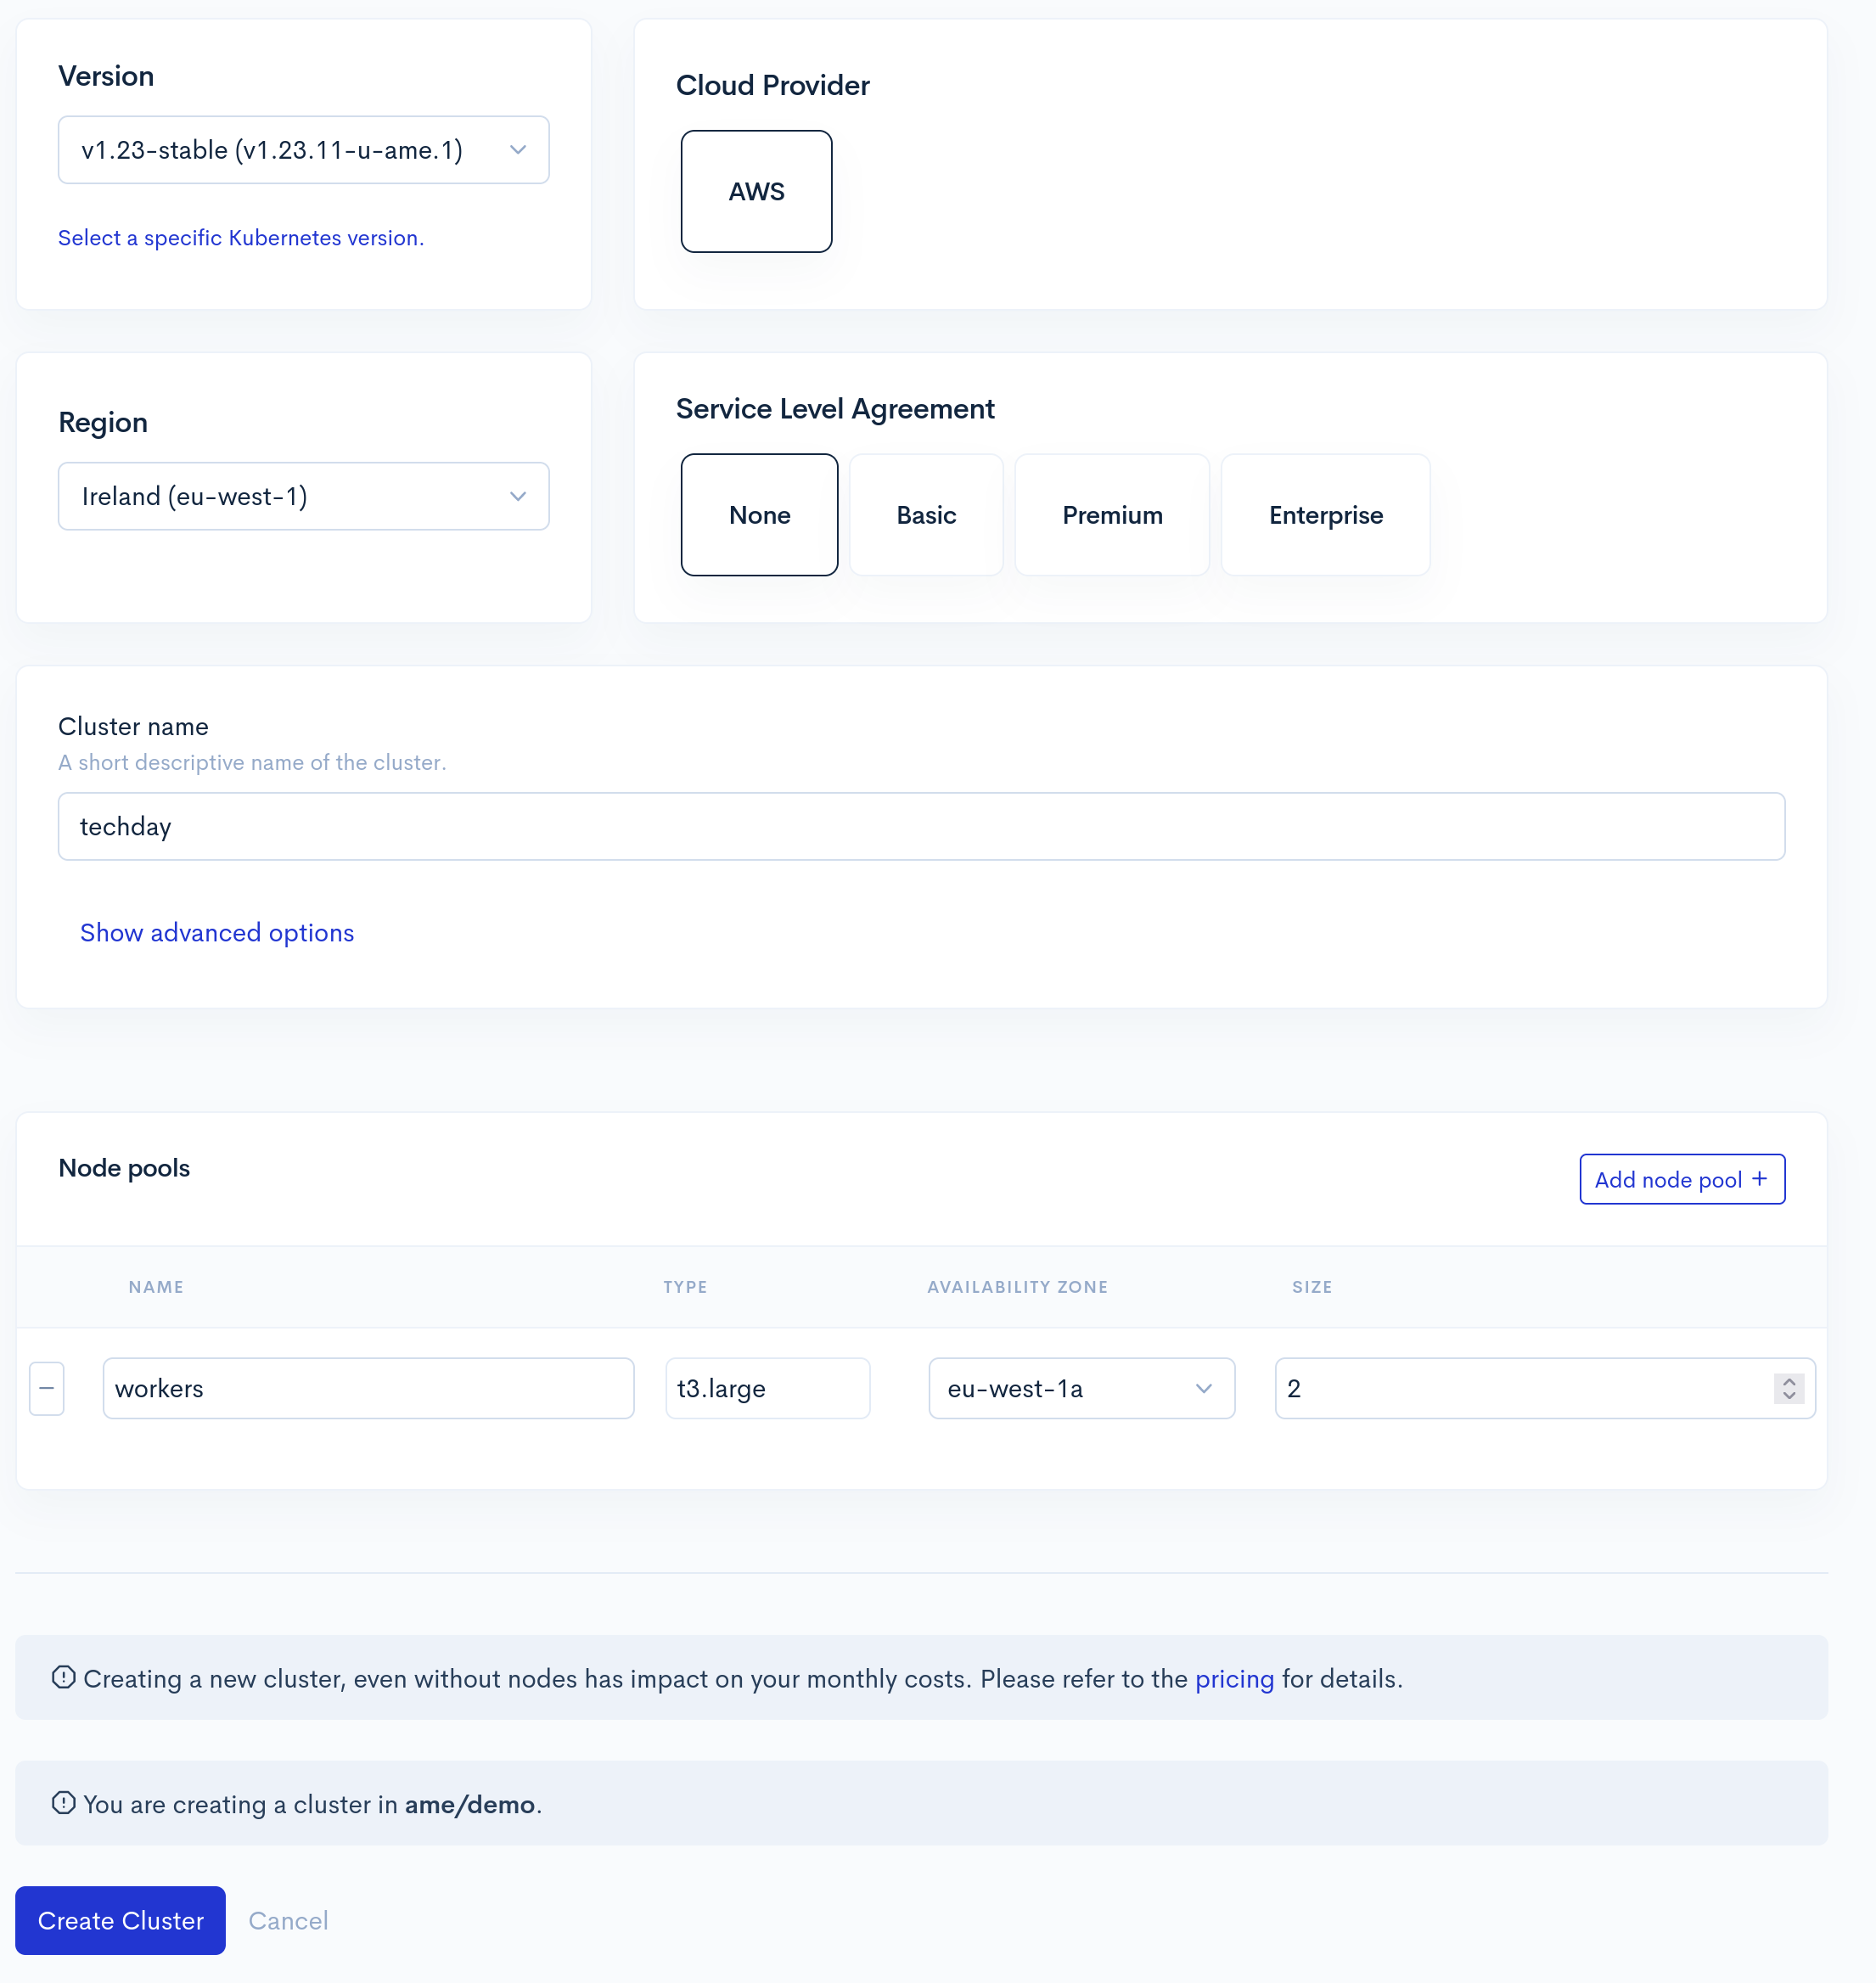 Version
v1.23-stable (v1.23.11-u-ame.1)
Select a specific Kubernetes version.
Cloud Provider
AWS
Region
Ireland (eu-west-1)
Service Level Agreement
None
Basic
Premium
Enterprise
Cluster name
A short descriptive name of the cluster.
techday
Show advanced options
Node pools
Add node pool +
NAME TYPE AVAILABILITY ZONE SIZE
workers t3.large eu-west-1a 2
Creating a new cluster, even without nodes has impact on your monthly costs. Please refer to the pricing for details.
You are creating a cluster in ame/demo.
Create Cluster Cancel